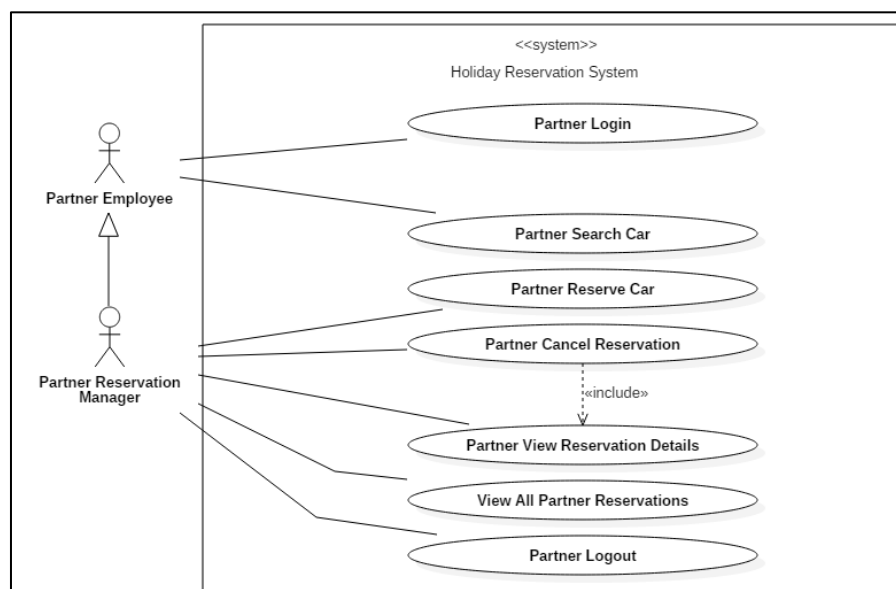 <<system>>
Holiday Reservation System
Partner Login
Partner Employee
Partner Search Car
Partner Reserve Car
Partner Cancel Reservation
Partner Reservation
Manager
«include»
Partner View Reservation Details
View All Partner Reservations
Partner Logout